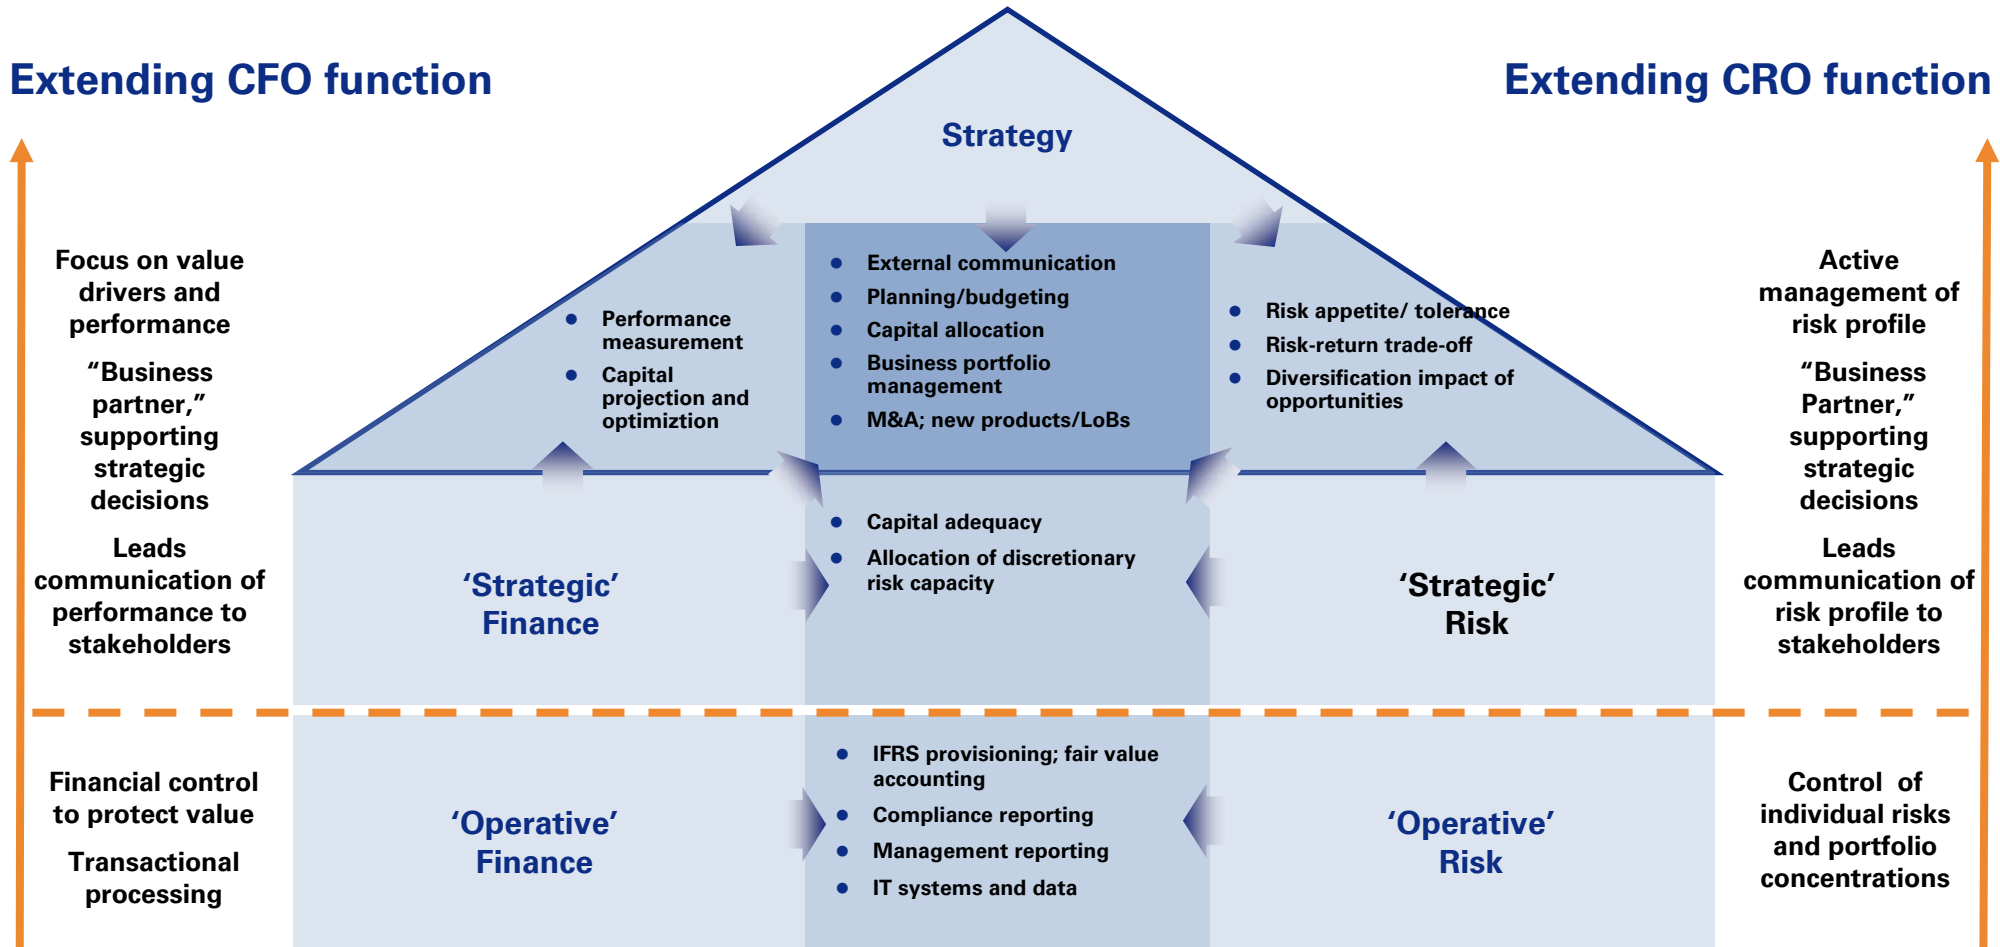 Extending CFO function
Extending CRO function
Strategy
Focus on value
drivers and
performance
“Business
partner,”
supporting
strategic
decisions
Leads
communication of
performance to
stakeholders
Financial control
to protect value
Transactional
processing
● Performance
measurement
● Capital
projection and
optimiztion
● External communication
● Planning/budgeting
● Capital allocation
● Business portfolio
management
● M&A; new products/LoBs
● Risk appetite/ tolerance
● Risk-return trade-off
● Diversification impact of
opportunities
‘Strategic’
Finance
● Capital adequacy
● Allocation of discretionary
risk capacity
‘Strategic’
Risk
‘Operative’
Finance
● IFRS provisioning; fair value
accounting
● Compliance reporting
● Management reporting
● IT systems and data
‘Operative’
Risk
Active
management of
risk profile
“Business
Partner,”
supporting
strategic
decisions
Leads
communication of
risk profile to
stakeholders
Control of
individual risks
and portfolio
concentrations